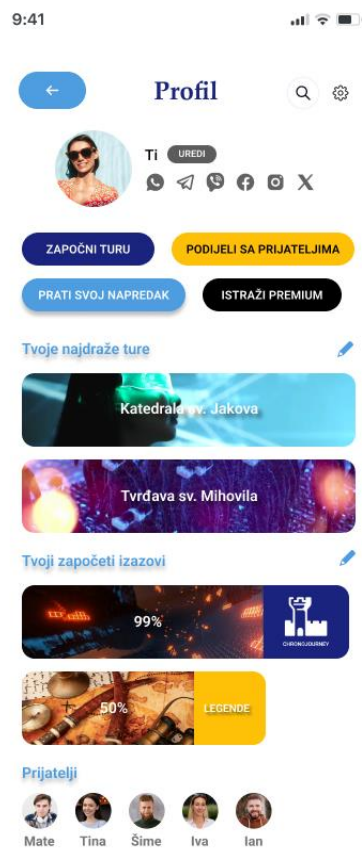 9:41
Profil
Ti UREDI
ZAPOČNI TURU PODIJELI SA PRIJATELJIMA
PRATI SVOJ NAPREDAK ISTRAŽI PREMIUM
Tvoje najdraže ture
Katedrala sv. Jakova
Tvrđava sv. Mihovila
Tvoji započeti izazovi
99%
CHRONOJOURNEY
50% LEGENDE
Prijatelji
Mate Tina Šime Iva Ian